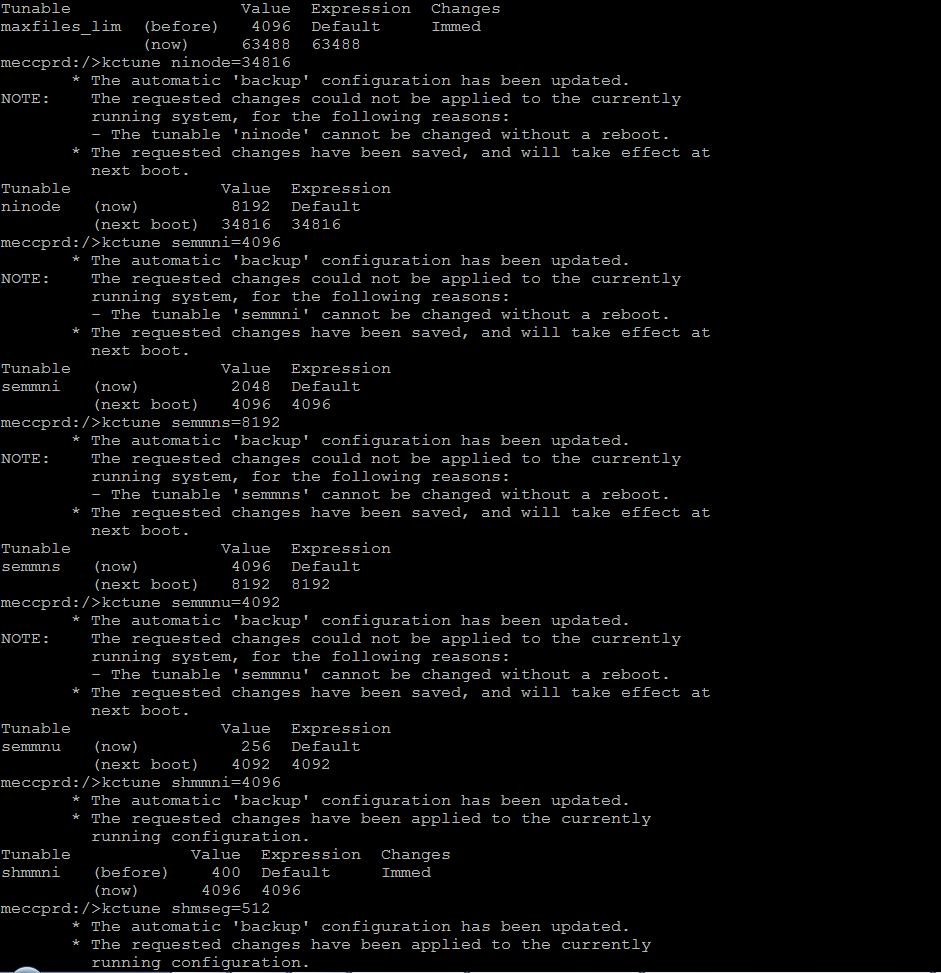 Tunable                 Value  Expression  Changes
maxfiles_lim  (before)   4096  Default     Immed
              (now)     63488  63488
meccprd:/>kctune ninode=34816
       * The automatic 'backup' configuration has been updated.
NOTE:    The requested changes could not be applied to the currently
         running system, for the following reasons:
         - The tunable 'ninode' cannot be changed without a reboot.
       * The requested changes have been saved, and will take effect at
         next boot.
Tunable               Value  Expression
ninode   (now)         8192  Default
         (next boot)  34816  34816
meccprd:/>kctune semmni=4096
       * The automatic 'backup' configuration has been updated.
NOTE:    The requested changes could not be applied to the currently
         running system, for the following reasons:
         - The tunable 'semmni' cannot be changed without a reboot.
       * The requested changes have been saved, and will take effect at
         next boot.
Tunable               Value  Expression
semmni   (now)         2048  Default
         (next boot)   4096  4096
meccprd:/>kctune semmns=8192
       * The automatic 'backup' configuration has been updated.
NOTE:    The requested changes could not be applied to the currently
         running system, for the following reasons:
         - The tunable 'semmns' cannot be changed without a reboot.
       * The requested changes have been saved, and will take effect at
         next boot.
Tunable               Value  Expression
semmns   (now)         4096  Default
         (next boot)   8192  8192
meccprd:/>kctune semmnu=4092
       * The automatic 'backup' configuration has been updated.
NOTE:    The requested changes could not be applied to the currently
         running system, for the following reasons:
         - The tunable 'semmnu' cannot be changed without a reboot.
       * The requested changes have been saved, and will take effect at
         next boot.
Tunable               Value  Expression
semmnu   (now)          256  Default
         (next boot)   4092  4092
meccprd:/>kctune shmmni=4096
       * The automatic 'backup' configuration has been updated.
       * The requested changes have been applied to the currently
         running configuration.
Tunable            Value  Expression  Changes
shmmni   (before)    400  Default     Immed
         (now)      4096  4096
meccprd:/>kctune shmseg=512
       * The automatic 'backup' configuration has been updated.
       * The requested changes have been applied to the currently
         running configuration.